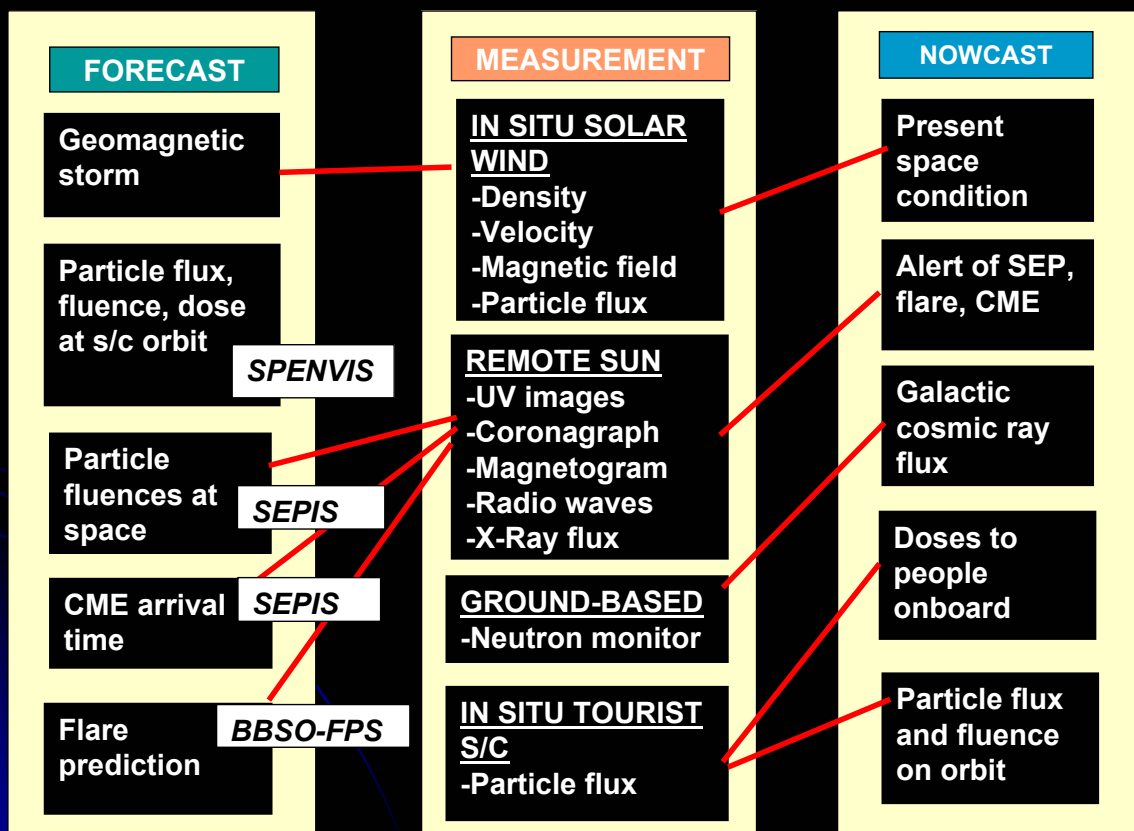 FORECAST
Geomagnetic
storm
Particle flux,
fluence, dose
at s/c orbit
SPENVIS
Particle
fluences at
space
SEPIS
CME arrival
time
SEPIS
Flare
prediction
BBSO-FPS
MEASUREMENT
IN SITU SOLAR
WIND
-Density
-Velocity
-Magnetic field
-Particle flux
REMOTE SUN
-UV images
-Coronagraph
-Magnetogram
-Radio waves
-X-Ray flux
GROUND-BASED
-Neutron monitor
IN SITU TOURIST
S/C
-Particle flux
NOWCAST
Present
space
condition
Alert of SEP,
flare, CME
Galactic
cosmic ray
flux
Doses to
people
onboard
Particle flux
and fluence
on orbit